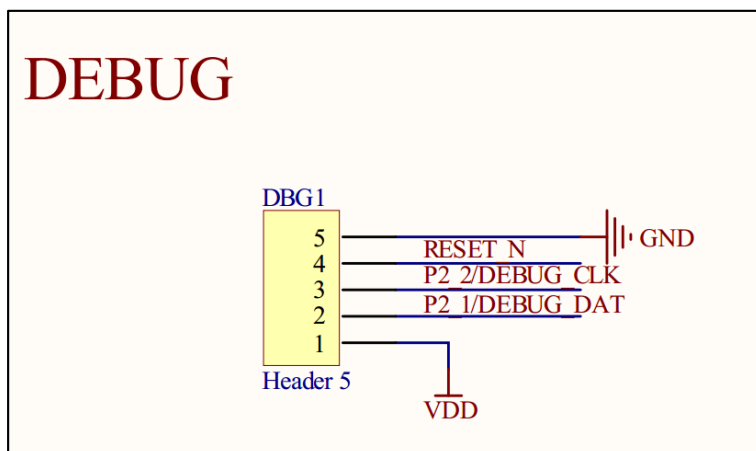 DEBUG
DBG1
5
GND
RESET_N
4
P2_2/DEBUG_CLK
3
P2_1/DEBUG_DAT
2
1
Header 5
VDD